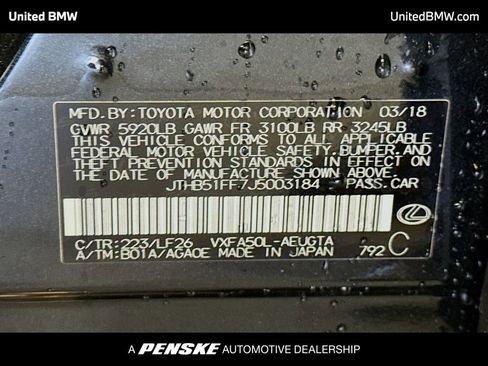 United BMW
UnitedBMW.com
MFD. BY: TOYOTA MOTOR CORPORATION 03/18
GVWR 5920LB GAWR FR 3100LB RR 3245LB
THIS VEHICLE CONFORMS TO ALL APPLICABLE
FEDERAL MOTOR VEHICLE SAFETY, BUMPER, AND
THEFT PREVENTION STANDARDS IN EFFECT ON
THE DATE OF MANUFACTURE SHOWN ABOVE.
JTHB51FF7J5003184 PASS. CAR
C/TR: 223/LF26 VXFA50L-AEUGTA
A/TM: B01A/AGA0E MADE IN JAPAN 792 C
A PENSKE AUTOMOTIVE DEALERSHIP